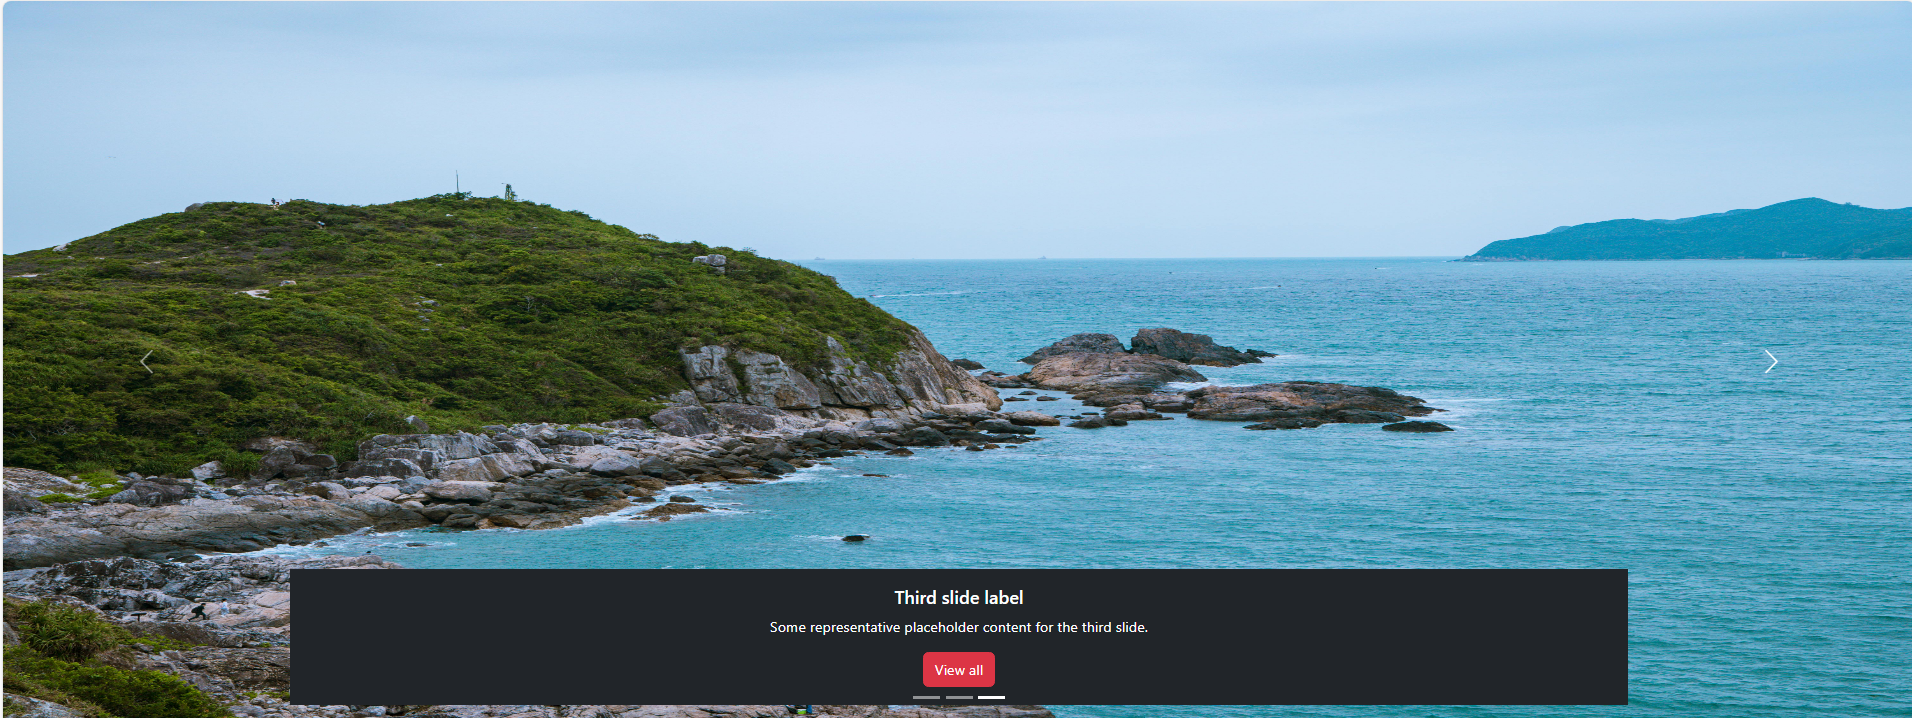 Third slide label
Some representative placeholder content for the third slide.
View all